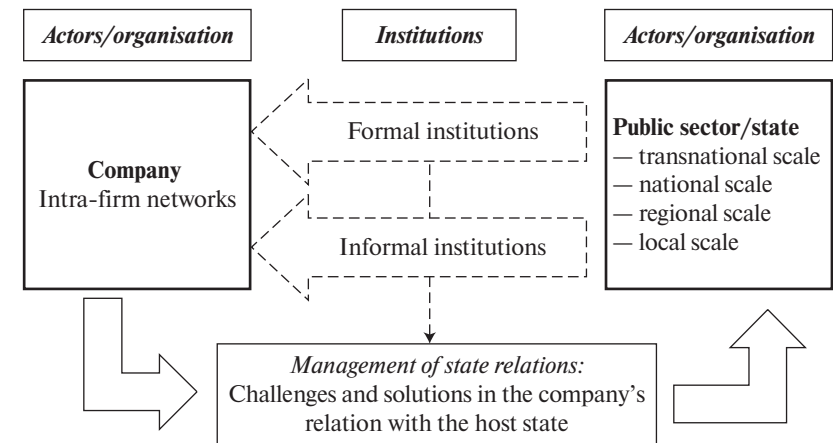 Actors/organisation
Institutions
Actors/organisation
Company
Intra-firm networks
Formal institutions
Informal institutions
Public sector/state
— transnational scale
— national scale
— regional scale
— local scale
Management of state relations:
Challenges and solutions in the company’s
relation with the host state